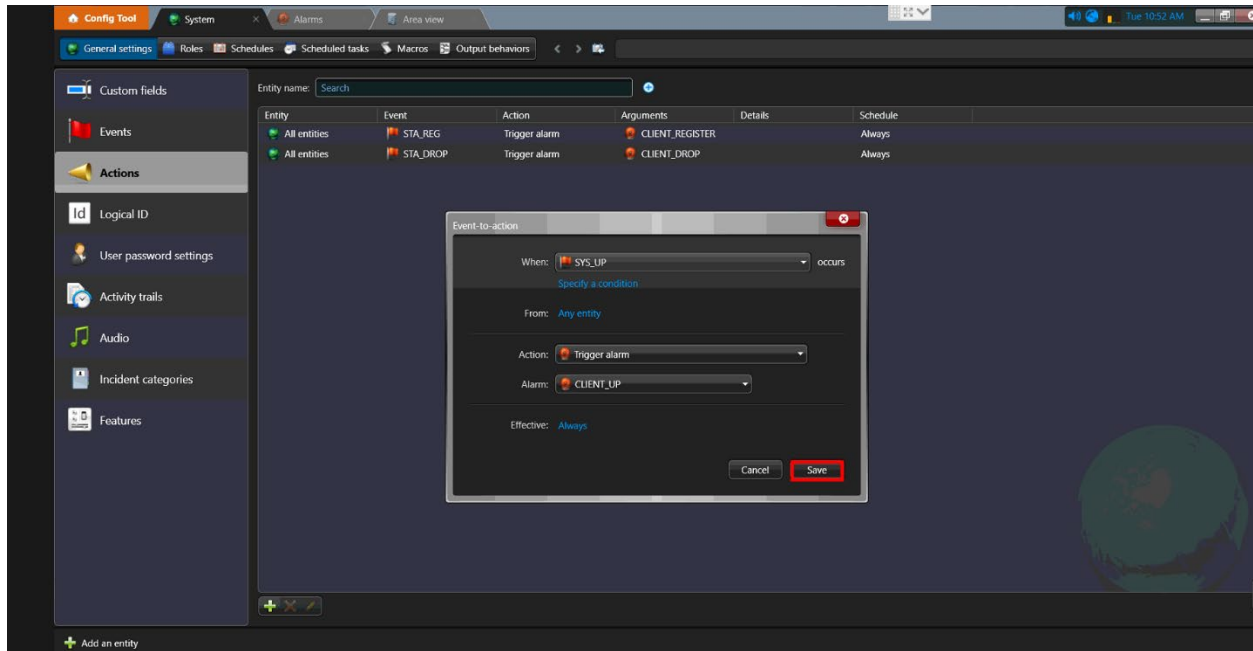 Config Tool System Alarms Area view Tue 10:52 AM
General settings Roles Schedules Scheduled tasks Macros Output behaviors
Custom fields
Events
Actions
Id Logical ID
User password settings
Activity trails
Audio
Incident categories
Features
Entity name: Search
Entity Event Action Arguments Details Schedule
All entities STA_REG Trigger alarm CLIENT_REGISTER Always
All entities STA_DROP Trigger alarm CLIENT_DROP Always
Event-to-action
When: SYS_UP occurs
Specify a condition
From: Any entity
Action: Trigger alarm
Alarm: CLIENT_UP
Effective: Always
Cancel Save
Add an entity